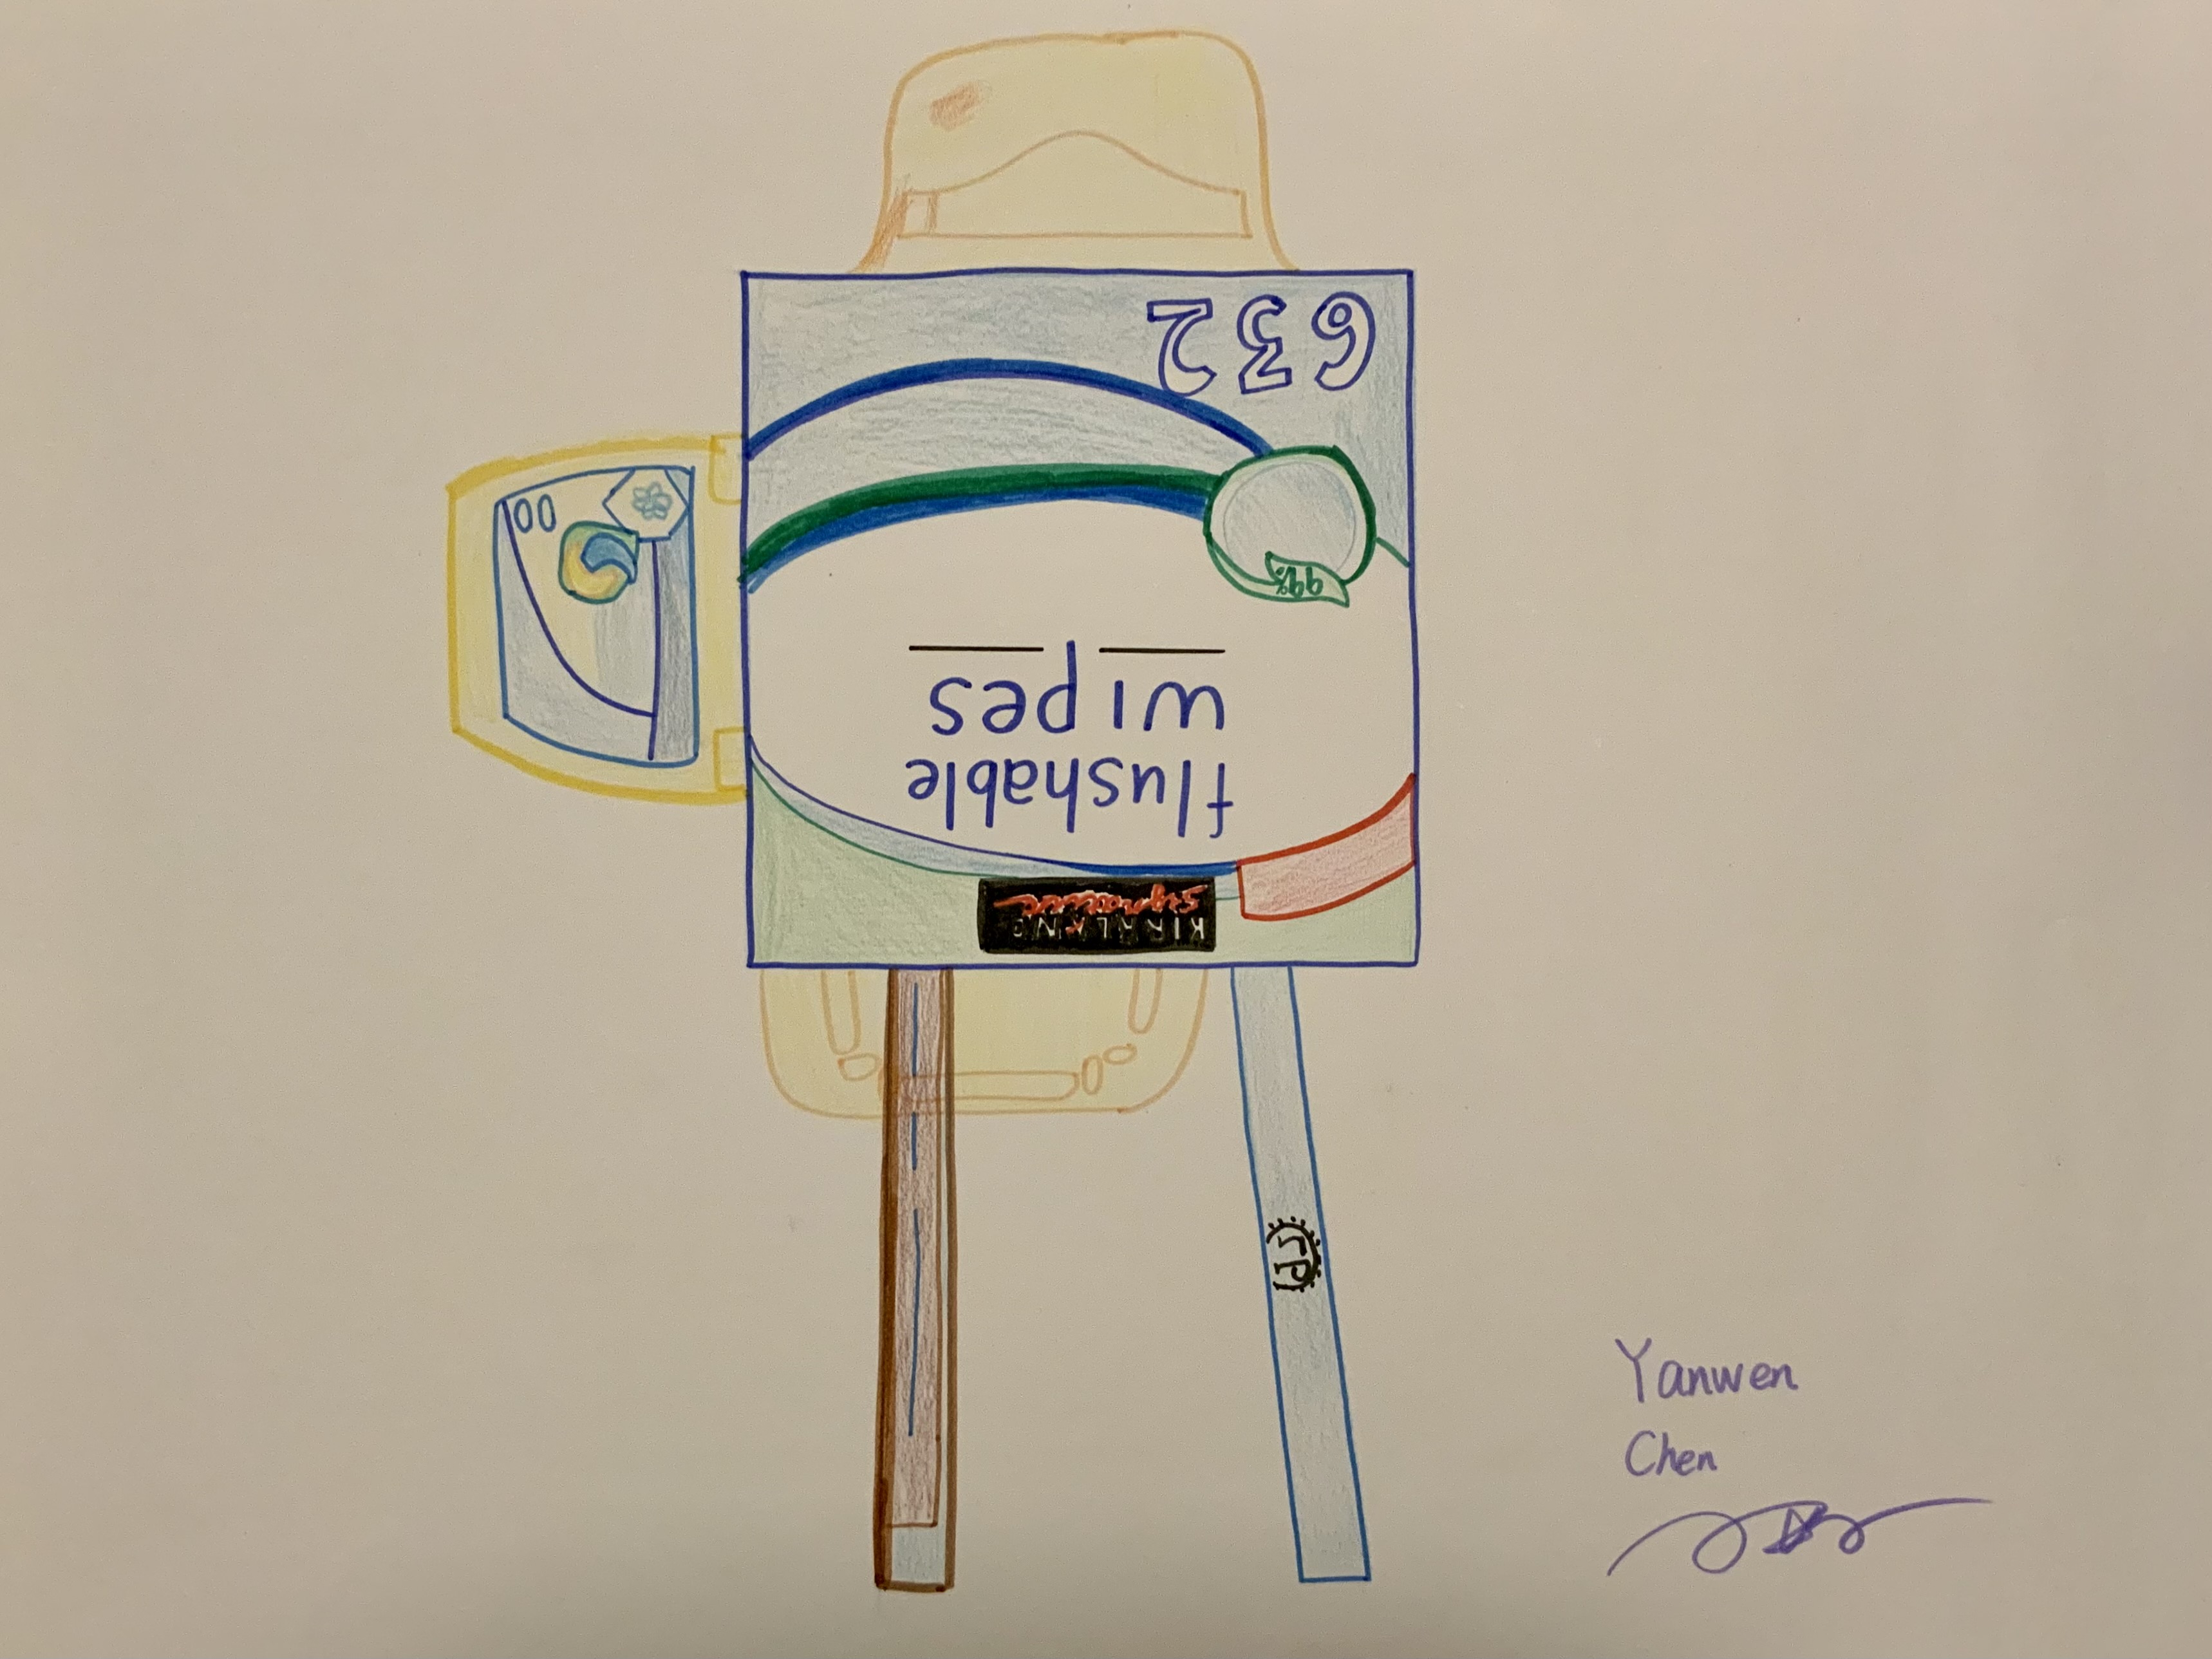 KIRKLAND
Signature
flushable
wipes
99%
632
Yanwen
Chen